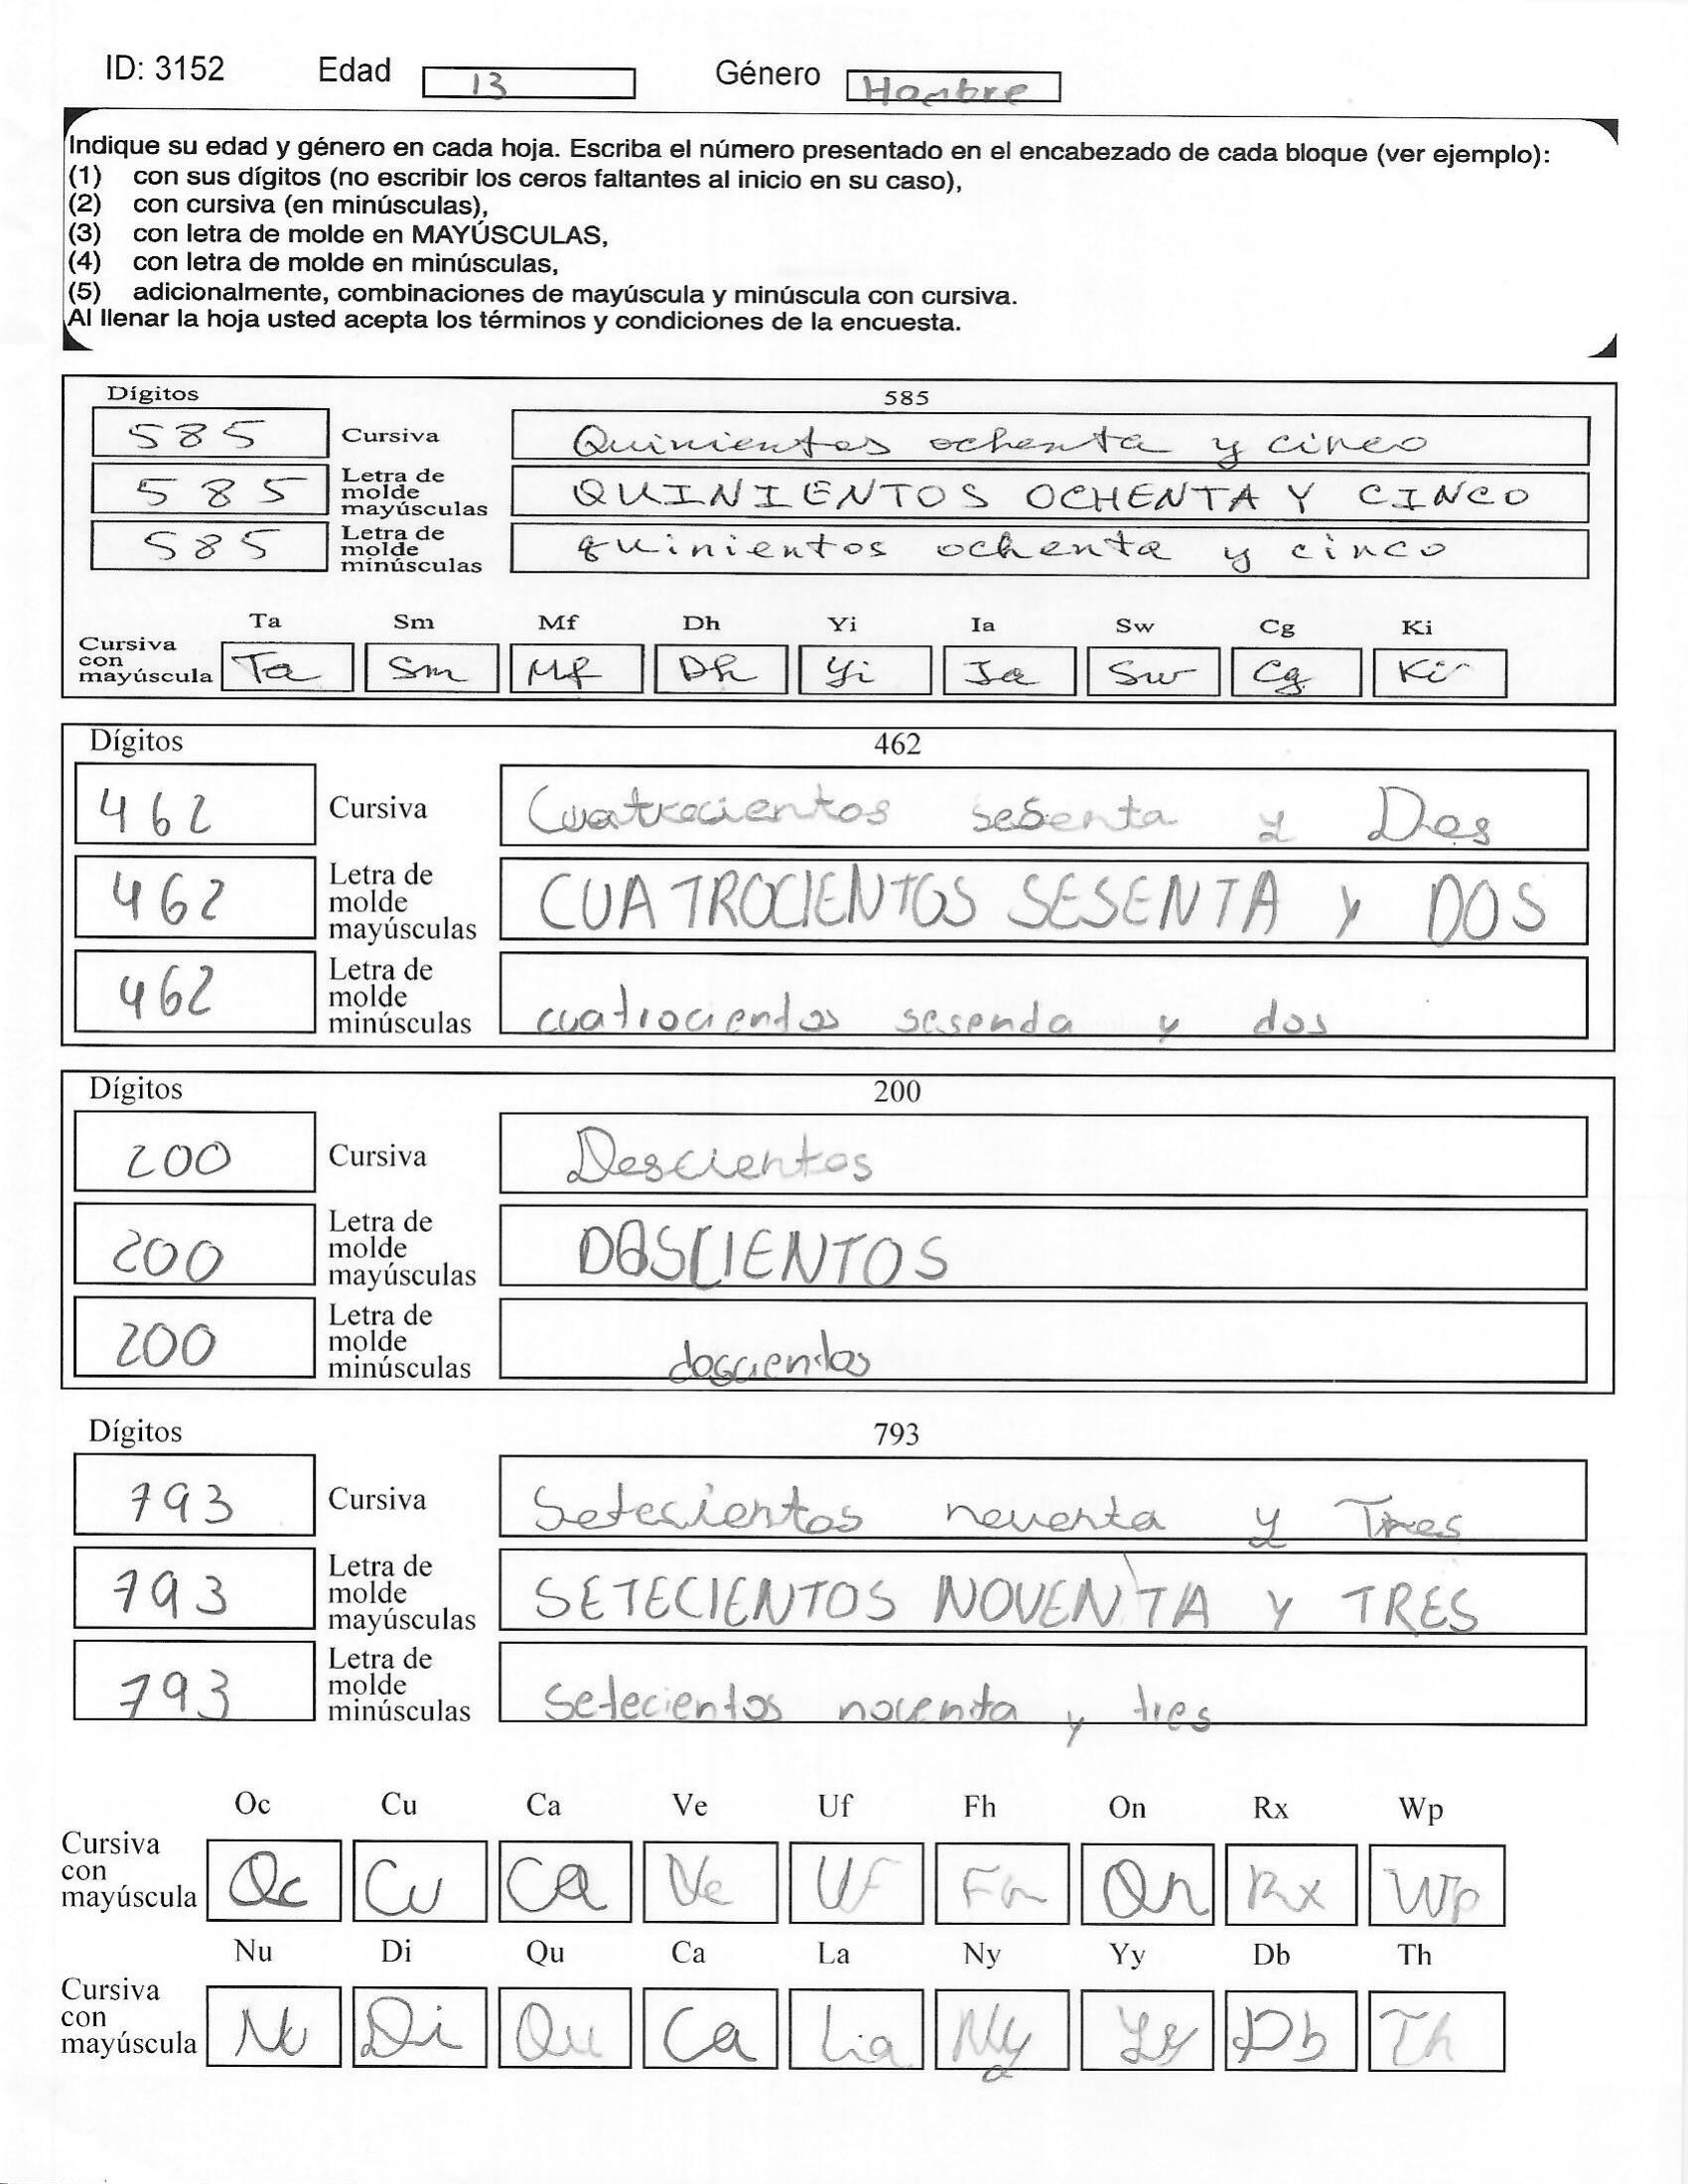 ID: 3152 Edad 13 Género Hombre
Indique su edad y género en cada hoja. Escriba el número presentado en el encabezado de cada bloque (ver ejemplo):
(1) con sus dígitos (no escribir los ceros faltantes al inicio en su caso),
(2) con cursiva (en minúsculas),
(3) con letra de molde en MAYÚSCULAS,
(4) con letra de molde en minúsculas,
(5) adicionalmente, combinaciones de mayúscula y minúscula con cursiva.
Al llenar la hoja usted acepta los términos y condiciones de la encuesta.
Dígitos 585
585 Cursiva Quinientos ochenta y cinco
585 Letra de molde mayúsculas QUINIENTOS OCHENTA Y CINCO
585 Letra de molde minúsculas quinientos ochenta y cinco
Ta Sm Mf Dh Yi Ia Sw Cg Ki
Cursiva con mayúscula Ta Sm Mf Dh Yi Ia Sw Cg Ki
Dígitos 462
462 Cursiva Cuatrocientos sesenta y Dos
462 Letra de molde mayúsculas CUATROCIENTOS SESENTA y DOS
462 Letra de molde minúsculas cuatrocientos sesenda y dos
Dígitos 200
200 Cursiva Doscientos
200 Letra de molde mayúsculas DOSCIENTOS
200 Letra de molde minúsculas doscientos
Dígitos 793
793 Cursiva Setecientos noventa y Tres
793 Letra de molde mayúsculas SETECIENTOS NOVENTA Y TRES
793 Letra de molde minúsculas setecientos noventa y tres
Oc Cu Ca Ve Uf Fh On Rx Wp
Cursiva con mayúscula Oc Cu Ca Ve Uf Fh On Rx Wp
Nu Di Qu Ca La Ny Yy Db Th
Cursiva con mayúscula Nu Di Qu Ca La Ny Yy Db Th